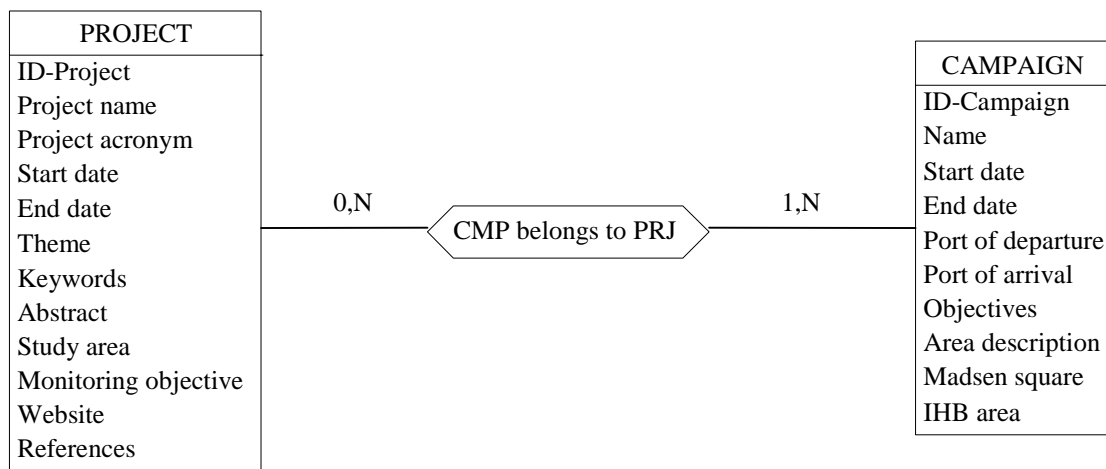 PROJECT
ID-Project
Project name
Project acronym
Start date
End date
Theme
Keywords
Abstract
Study area
Monitoring objective
Website
References
0,N
CMP belongs to PRJ
1,N
CAMPAIGN
ID-Campaign
Name
Start date
End date
Port of departure
Port of arrival
Objectives
Area description
Madsen square
IHB area